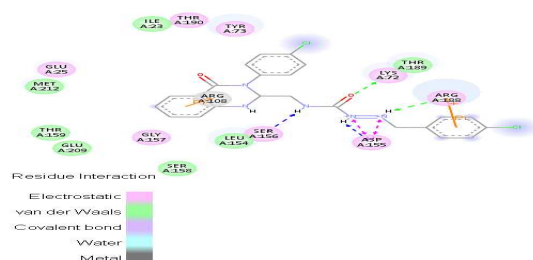 ILE
A:23
THR
A:190
TYR
A:73
GLU
A:25
MET
A:212
THR
A:189
LYS
A:72
ARG
A:108
ARG
A:188
THR
A:159
GLU
A:209
GLY
A:157
LEU
A:154
SER
A:156
ASP
A:155
SER
A:158
H
H
H
H
N
N
N
N
N
O
O
Residue Interaction
Electrostatic
van der Waals
Covalent bond
Water
Metal